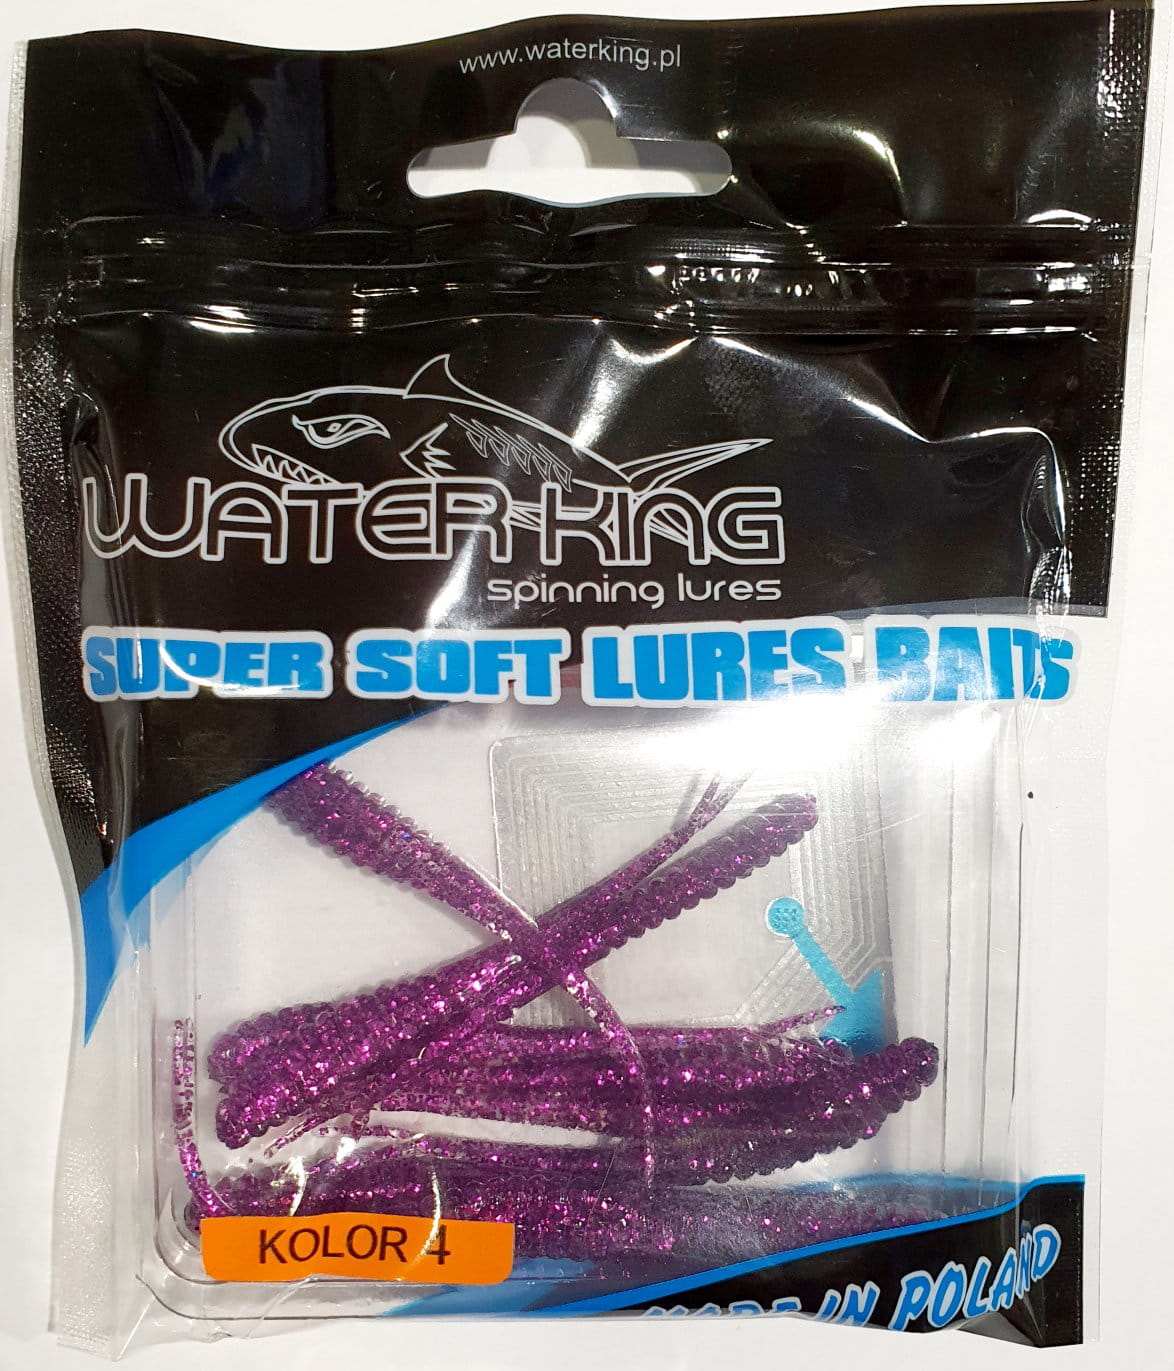 www.waterking.pl
WATER KING
spinning lures
SUPER SOFT LURES BAITS
KOLOR 4
MADE IN POLAND